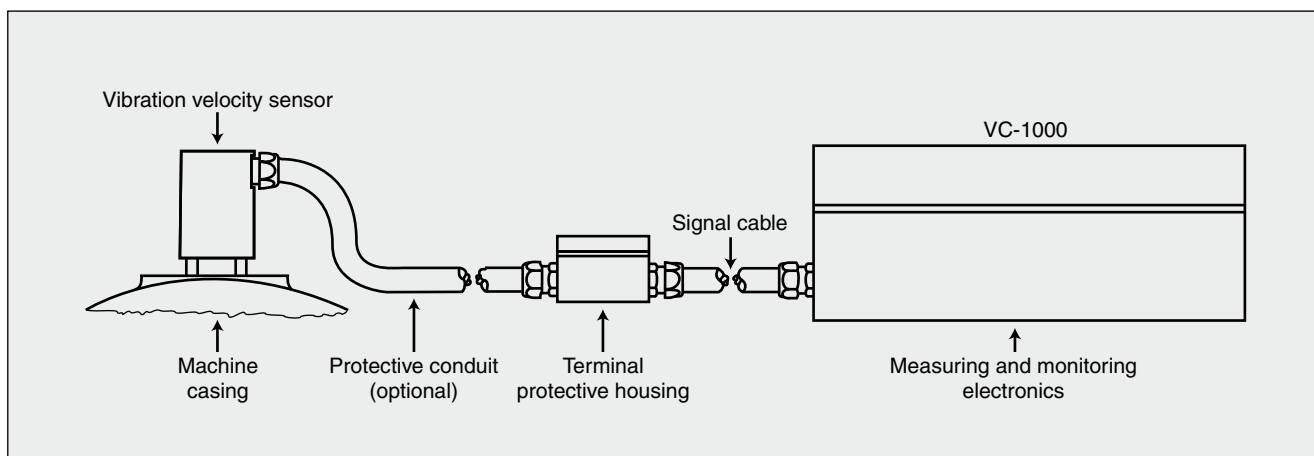 Vibration velocity sensor
VC-1000
Signal cable
Machine
casing
Protective conduit
(optional)
Terminal
protective housing
Measuring and monitoring
electronics